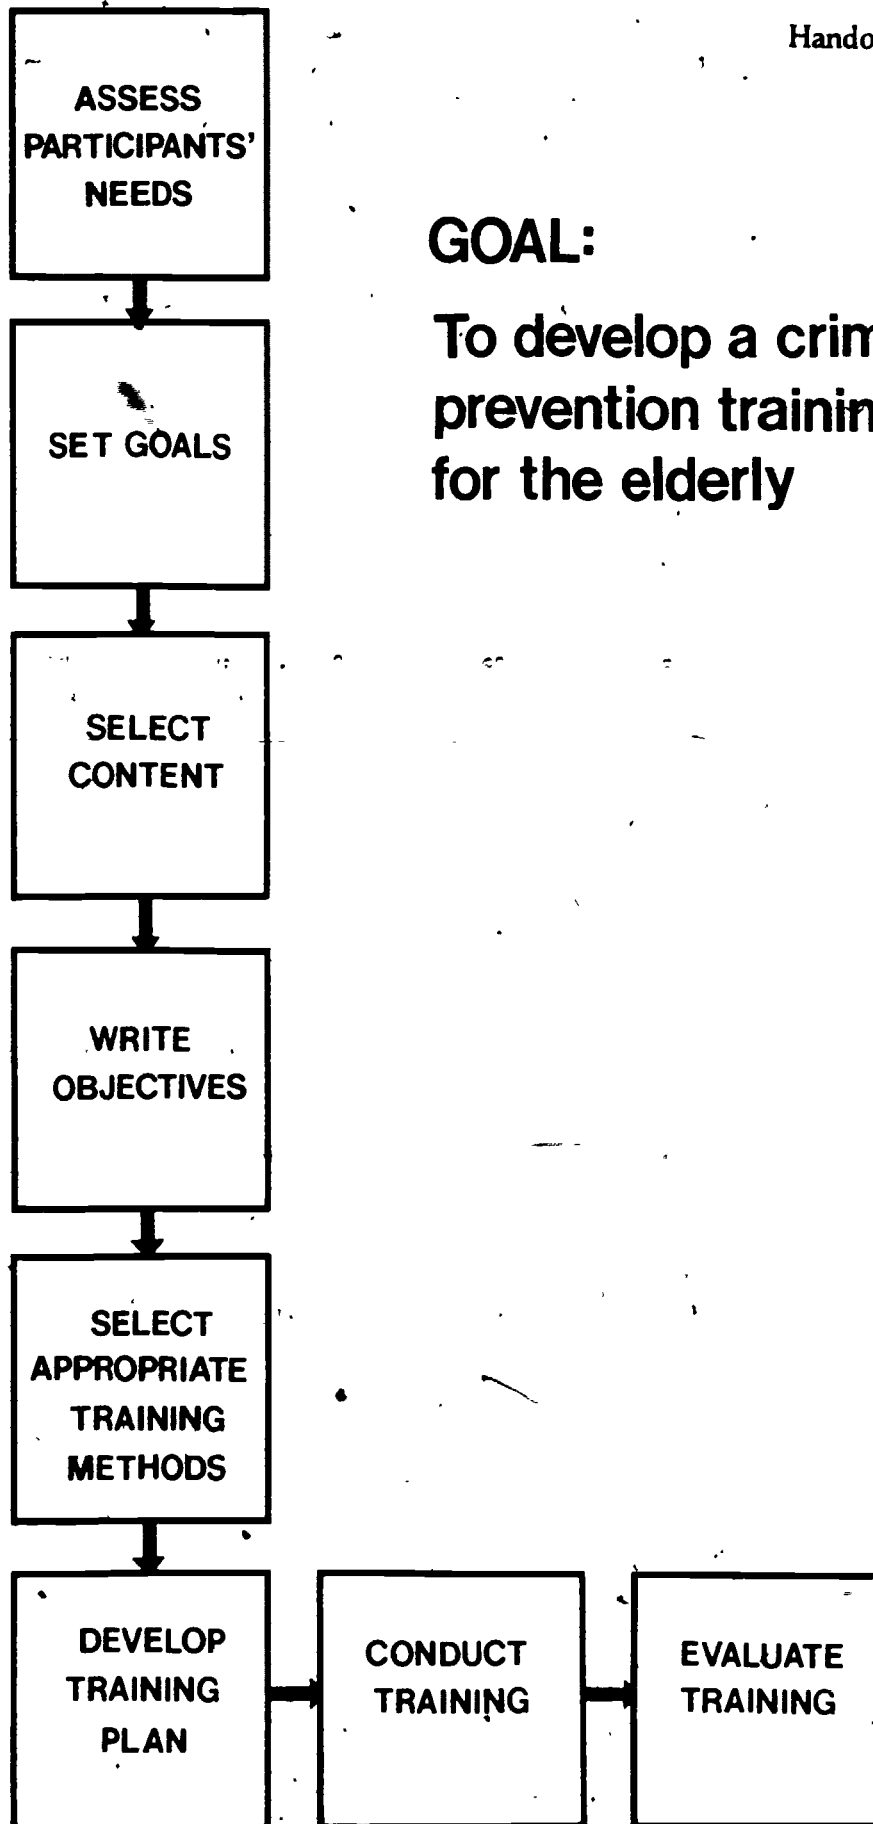 Hando
ASSESS
PARTICIPANTS'
NEEDS
GOAL:
To develop a crim
prevention trainin
for the elderly
SET GOALS
SELECT
CONTENT
WRITE
OBJECTIVES
SELECT
APPROPRIATE
TRAINING
METHODS
DEVELOP
TRAINING
PLAN
CONDUCT
TRAINING
EVALUATE
TRAINING